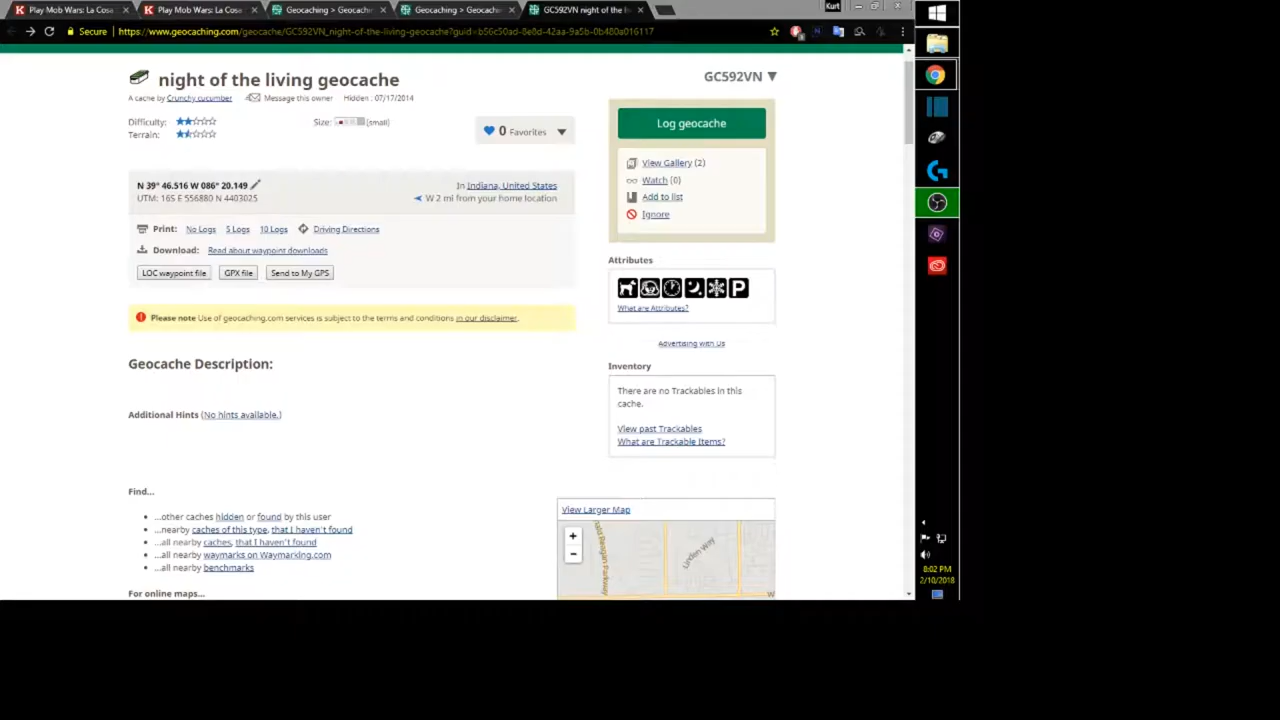 Play Mob Wars: La Cosa
Play Mob Wars: La Cosa
Geocaching > Geocache
Geocaching > Geocachi
GC592VN night of the li
Kurt
Secure
https://www.geocaching.com/geocache/GC592VN_night-of-the-living-geocache?guid=b56c50ad-8e8d-42aa-9a5b-0b480a016117
night of the living geocache
GC592VN ▼
A cache by Crunchy cucumber Message this owner Hidden : 07/17/2014
Difficulty:
Size: (small)
Terrain:
0 Favorites
Log geocache
View Gallery (2)
Watch (0)
Add to list
Ignore
N 39° 46.516 W 086° 20.149
In Indiana, United States
UTM: 16S E 556880 N 4403025
W 2 mi from your home location
Print: No Logs 5 Logs 10 Logs Driving Directions
Download: Read about waypoint downloads
LOC waypoint file GPX file Send to My GPS
Attributes
P
What are Attributes?
Please note Use of geocaching.com services is subject to the terms and conditions in our disclaimer.
Advertising with Us
Geocache Description:
Inventory
There are no Trackables in this
cache.
View past Trackables
What are Trackable Items?
Additional Hints (No hints available.)
Find...
...other caches hidden or found by this user
...nearby caches of this type, that I haven't found
...all nearby caches, that I haven't found
...all nearby waymarks on Waymarking.com
...all nearby benchmarks
For online maps...
View Larger Map
+
-
ald Reagan Parkway
Linden Way
W
8:02 PM
2/10/2018